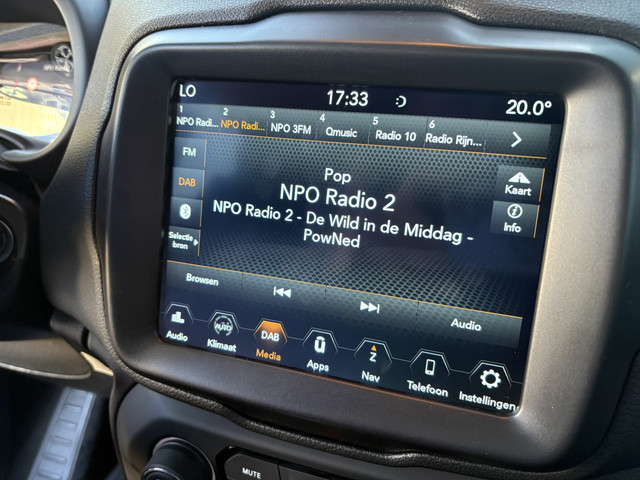 LO 17:33 20.0°
1 2 3 4 5 6
NPO Radi... NPO Radi... NPO 3FM Qmusic Radio 10 Radio Rijn...
FM
DAB
Selectie bron
Pop
NPO Radio 2
NPO Radio 2 - De Wild in de Middag -
PowNed
Kaart
Info
Browsen
Audio
Audio
AUTO
Klimaat
DAB
Media
Apps
Z
Nav
Telefoon
Instellingen
MUTE